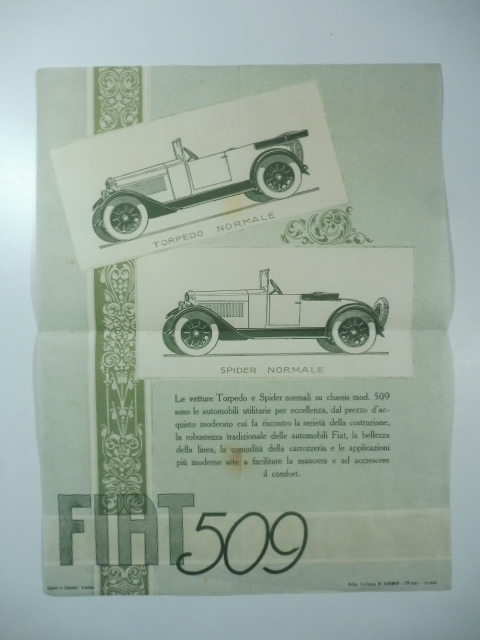 TORPEDO NORMALE
SPIDER NORMALE
Le vetture Torpedo e Spider normali su chassis mod. 509
sono le automobili utilitarie per eccellenza, dal prezzo d'ac-
quisto moderato cui fa riscontro la serietà della costruzione,
la robustezza tradizionale delle automobili Fiat, la bellezza
della linea, la comodità della carrozzeria e le applicazioni
più moderne atte a facilitare la manovra e ad accrescere
il comfort.
FIAT 509